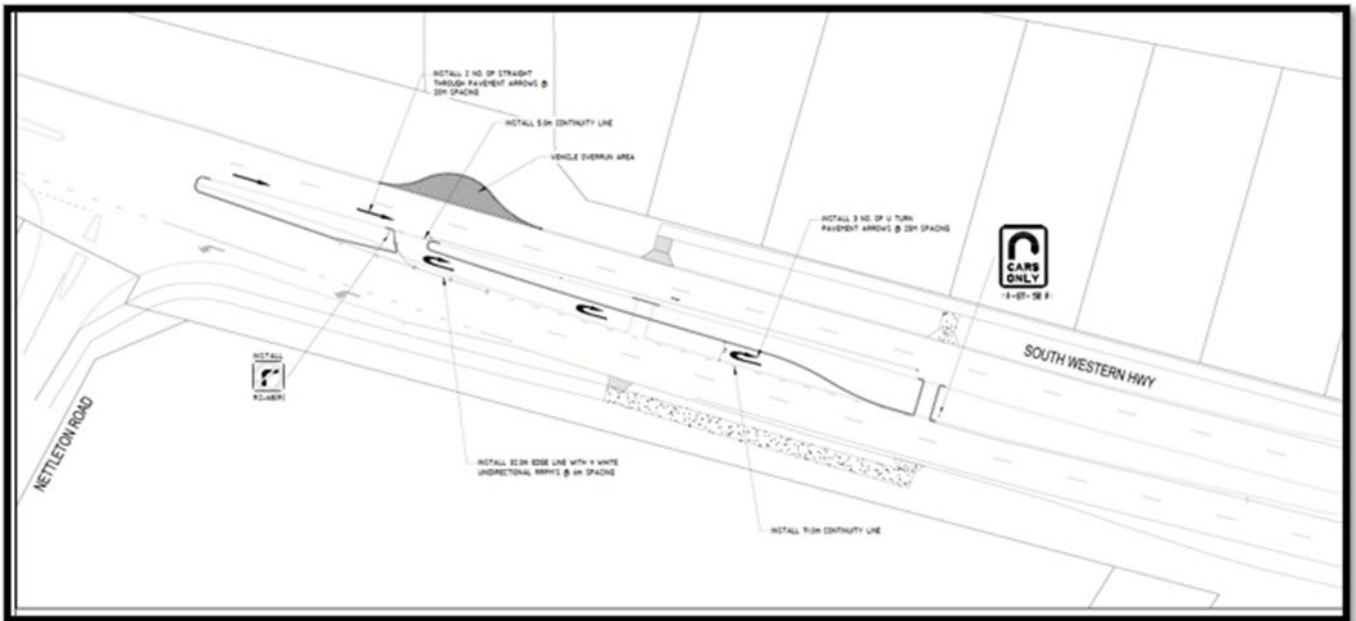 INSTALL 2 NO. OF STRAIGHT
THROUGH PAVEMENT ARROWS @
20M SPACING
INSTALL 5.0m CONTINUITY LINE
VEHICLE OVERRUN AREA
INSTALL 3 NO. OF U TURN
PAVEMENT ARROWS @ 20M SPACING
CARS
ONLY
SOUTH WESTERN HWY
INSTALL
NETTLETON ROAD
INSTALL 32.0m EDGE LINE WITH
WHITE
UNIDIRECTIONAL RRPM'S @ 6m SPACING
INSTALL 71.0m CONTINUITY LINE